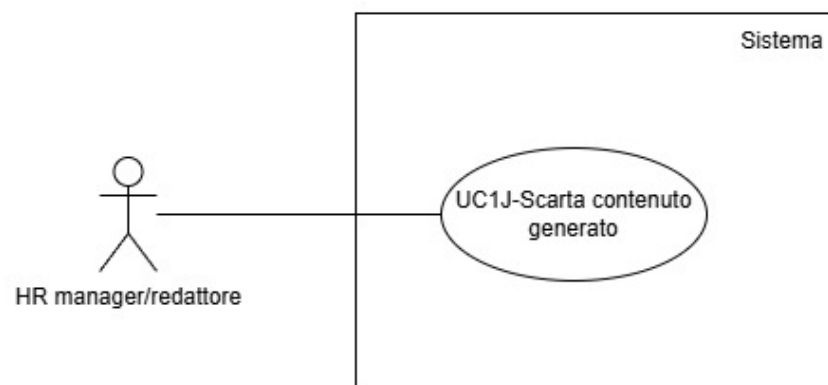 Sistema
UC1J-Scarta contenuto
generato
HR manager/redattore